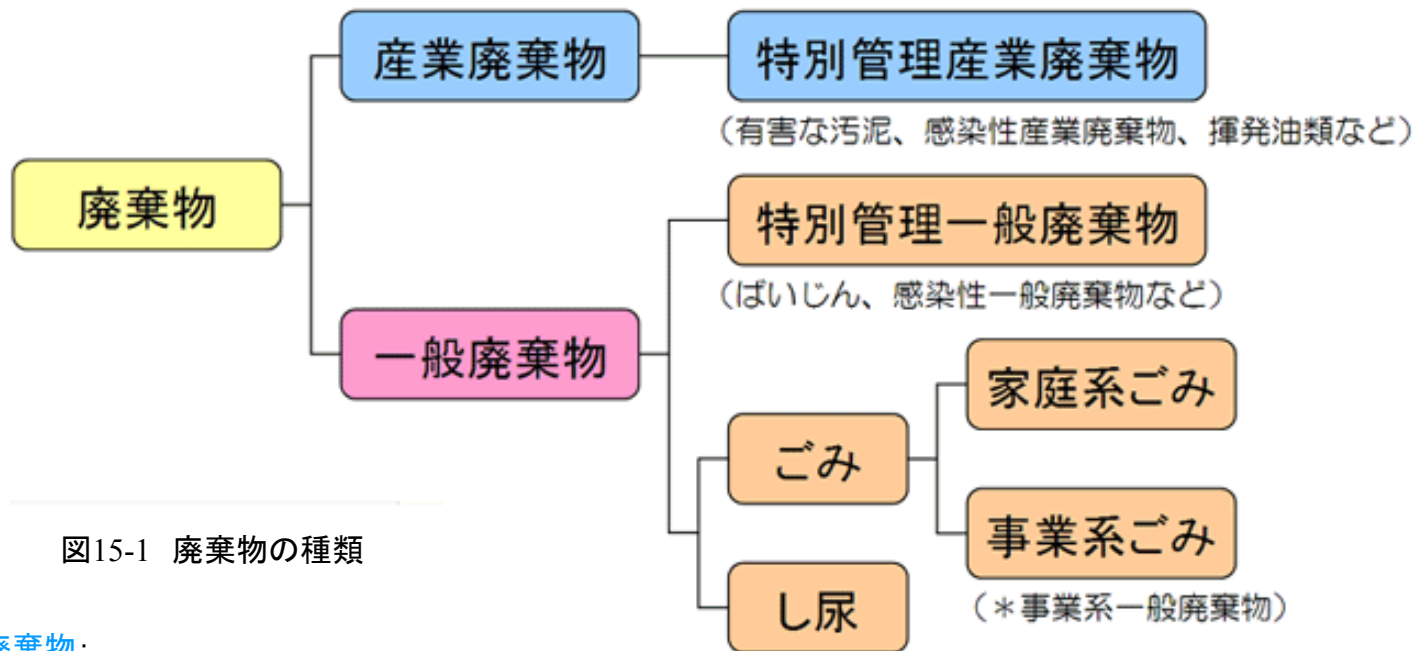 産業廃棄物
特別管理産業廃棄物
（有害な汚泥、感染性産業廃棄物、揮発油類など）
廃棄物
特別管理一般廃棄物
（ばいじん、感染性一般廃棄物など）
一般廃棄物
家庭系ごみ
ごみ
事業系ごみ
（＊事業系一般廃棄物）
し尿
図15-1 廃棄物の種類
棄物: